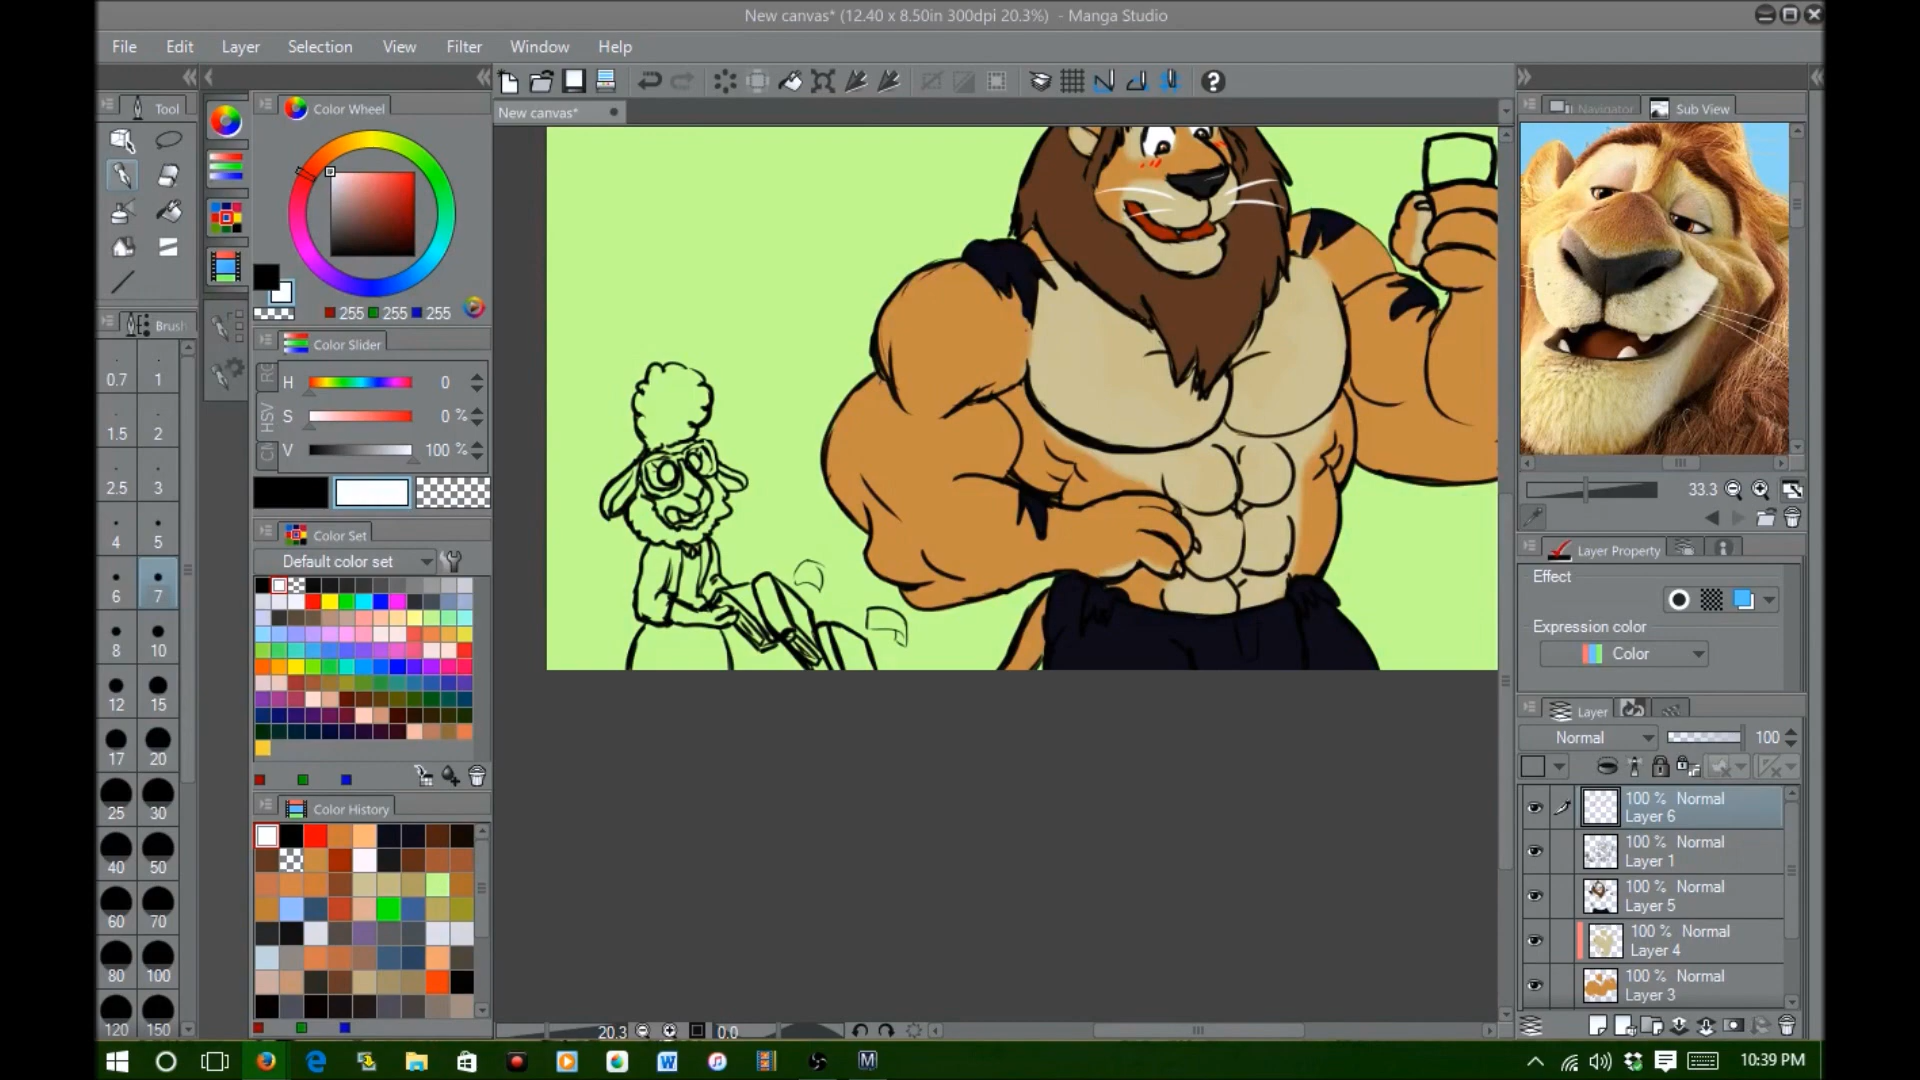 New canvas* (12.40 x 8.50in 300dpi 20.3%) - Manga Studio
File Edit Layer Selection View Filter Window Help
Tool
Color Wheel
New canvas*
Navigator
Sub View
255 255 255
Color Slider
H 0
S 0 %
V 100 %
HSV
Brush
0.7 1
1.5 2
2.5 3
4 5
6 7
8 10
12 15
17 20
25 30
40 50
60 70
80 100
120 150
Color Set
Default color set
Color History
20.3
0.0
33.3
Layer Property
Effect
Expression color
Color
Layer
Normal
100
100 % Normal
Layer 6
100 % Normal
Layer 1
100 % Normal
Layer 5
100 % Normal
Layer 4
100 % Normal
Layer 3
10:39 PM